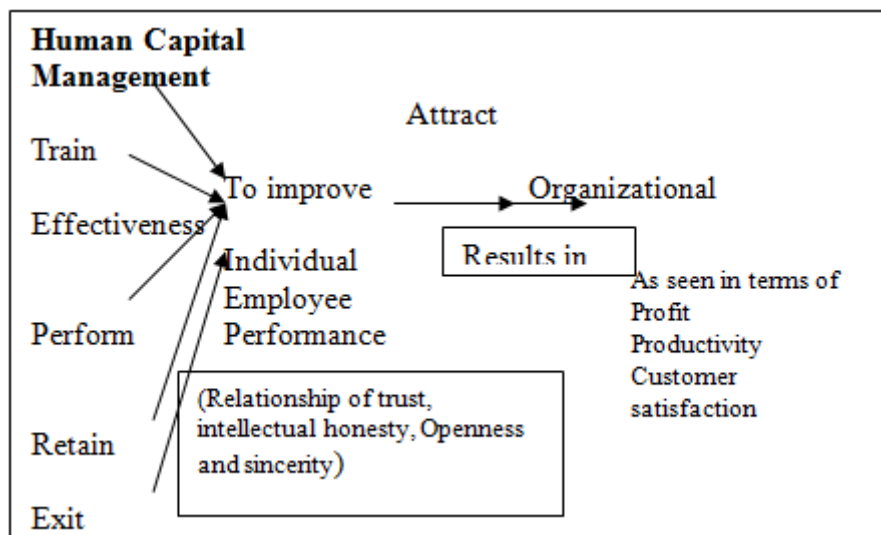 Human Capital
Management
Attract
Train
To improve
Organizational
Effectiveness
Results in
Individual
Employee
Performance
As seen in terms of
Profit
Productivity
Customer
satisfaction
Perform
(Relationship of trust,
intellectual honesty, Openness
and sincerity)
Retain
Exit